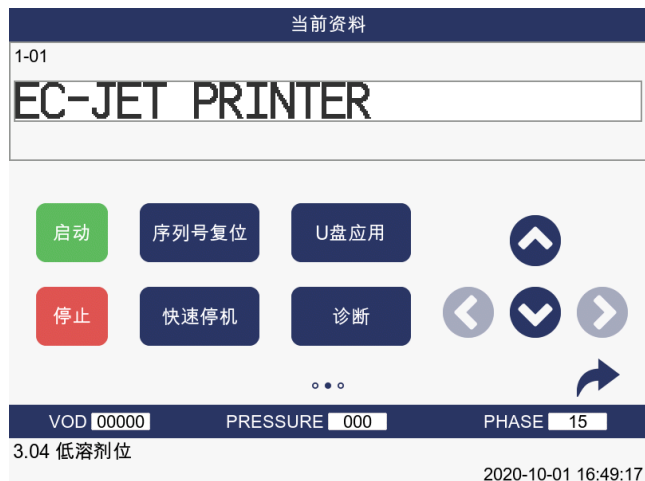 当前资料
1-01
EC-JET PRINTER
启动 序列号复位 U盘应用
停止 快速停机 诊断
VOD 00000 PRESSURE 000 PHASE 15
3.04 低溶剂位
2020-10-01 16:49:17